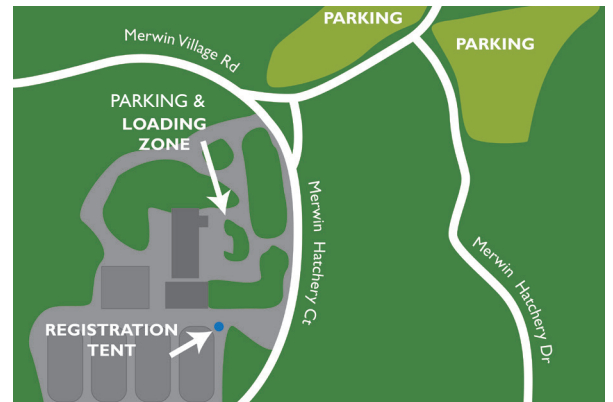 PARKING
PARKING
Merwin Village Rd
PARKING &
LOADING
ZONE
Merwin Hatchery Ct
Merwin Hatchery Dr
REGISTRATION
TENT